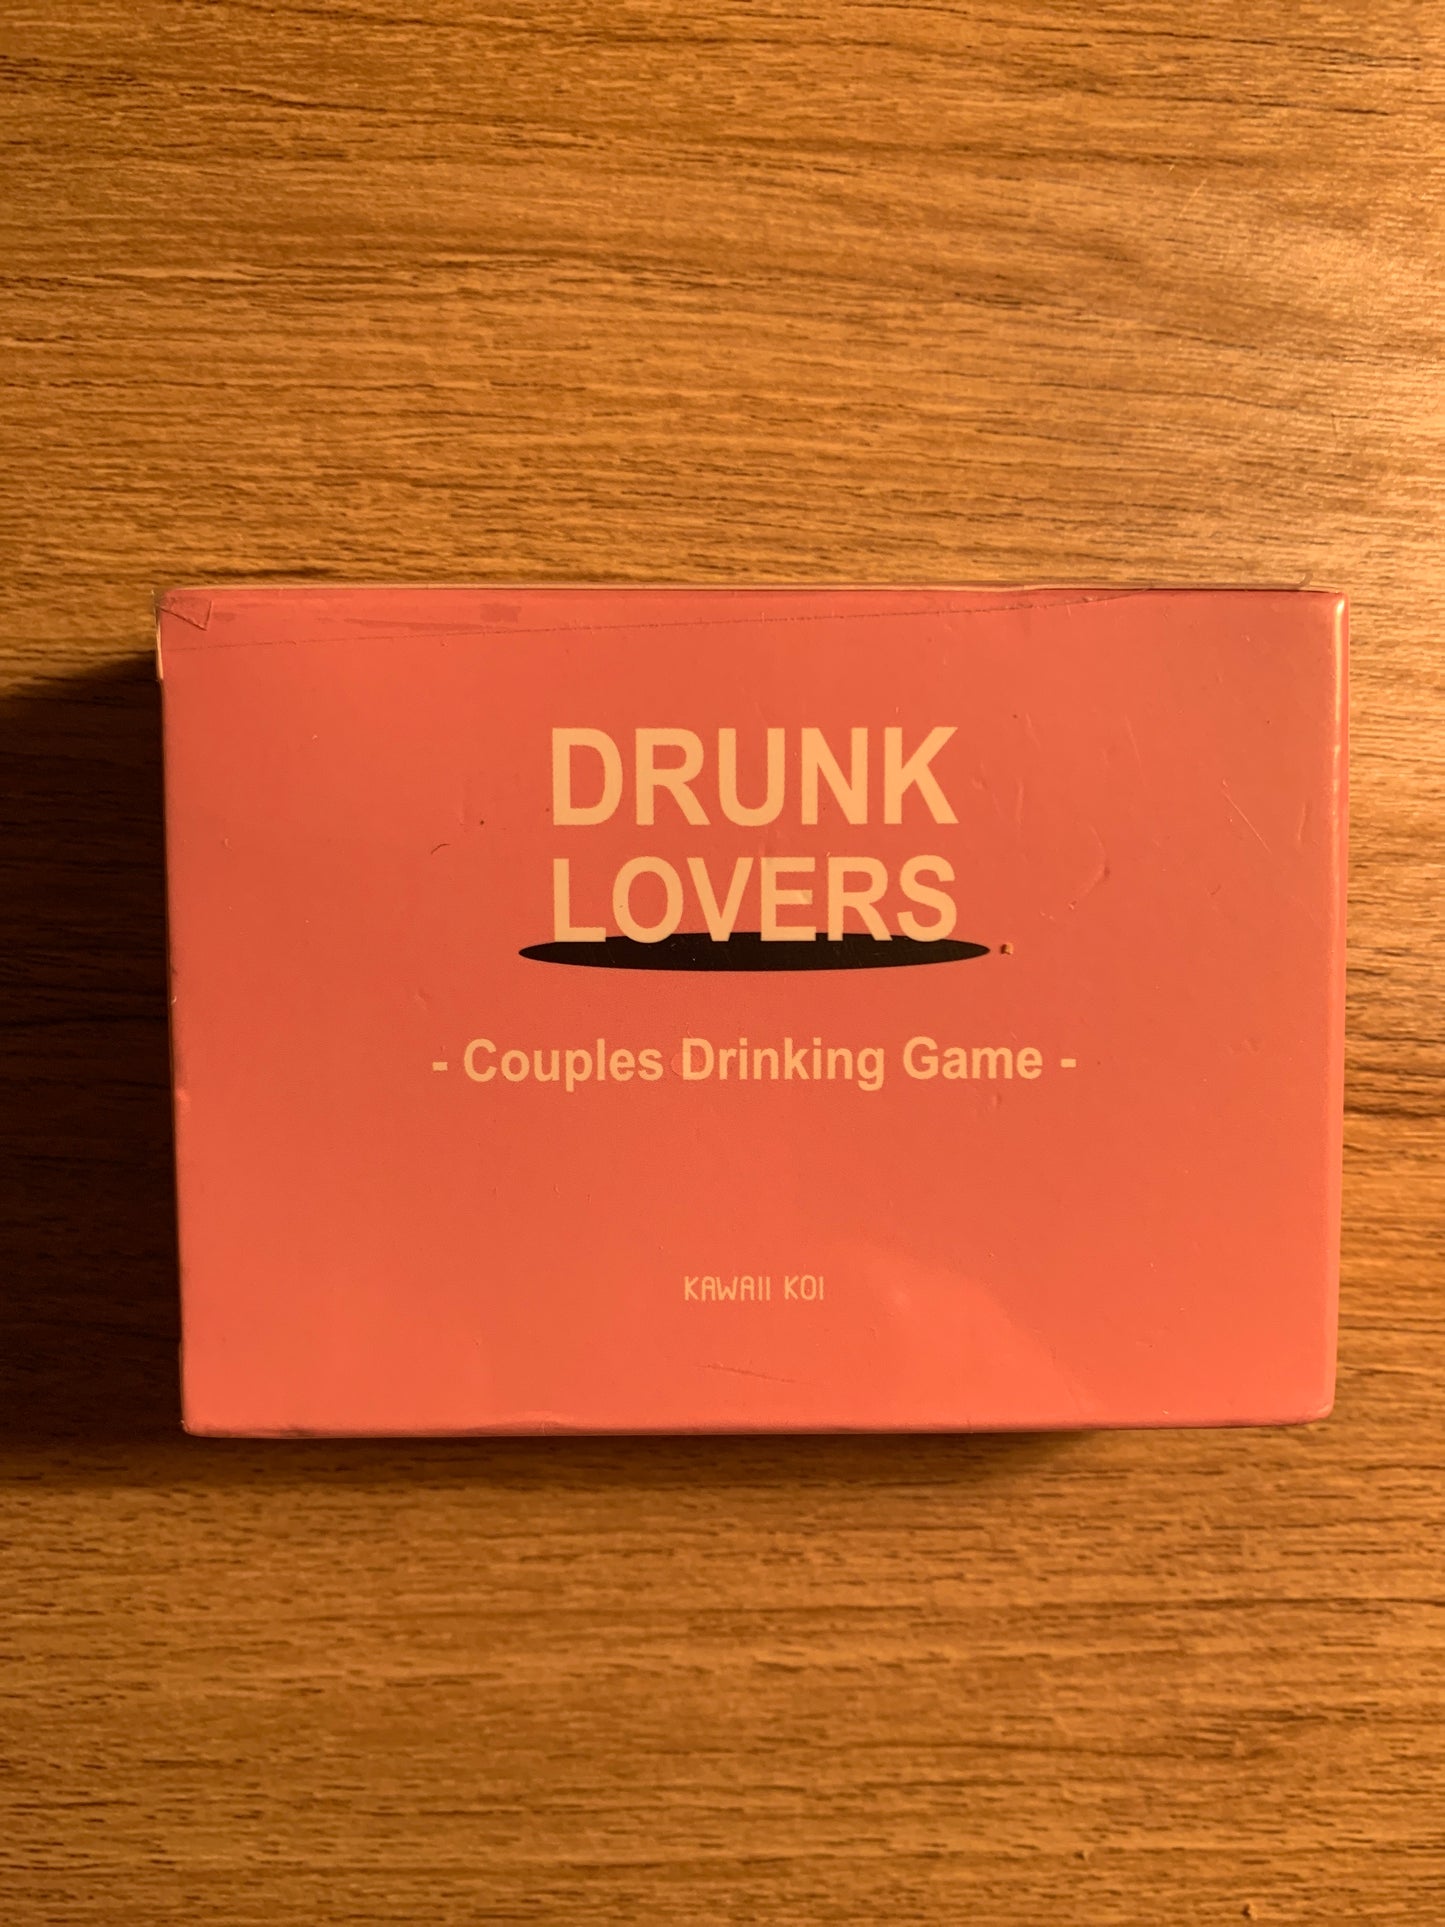 DRUNK
LOVERS
- Couples Drinking Game -
KAWAII KOI